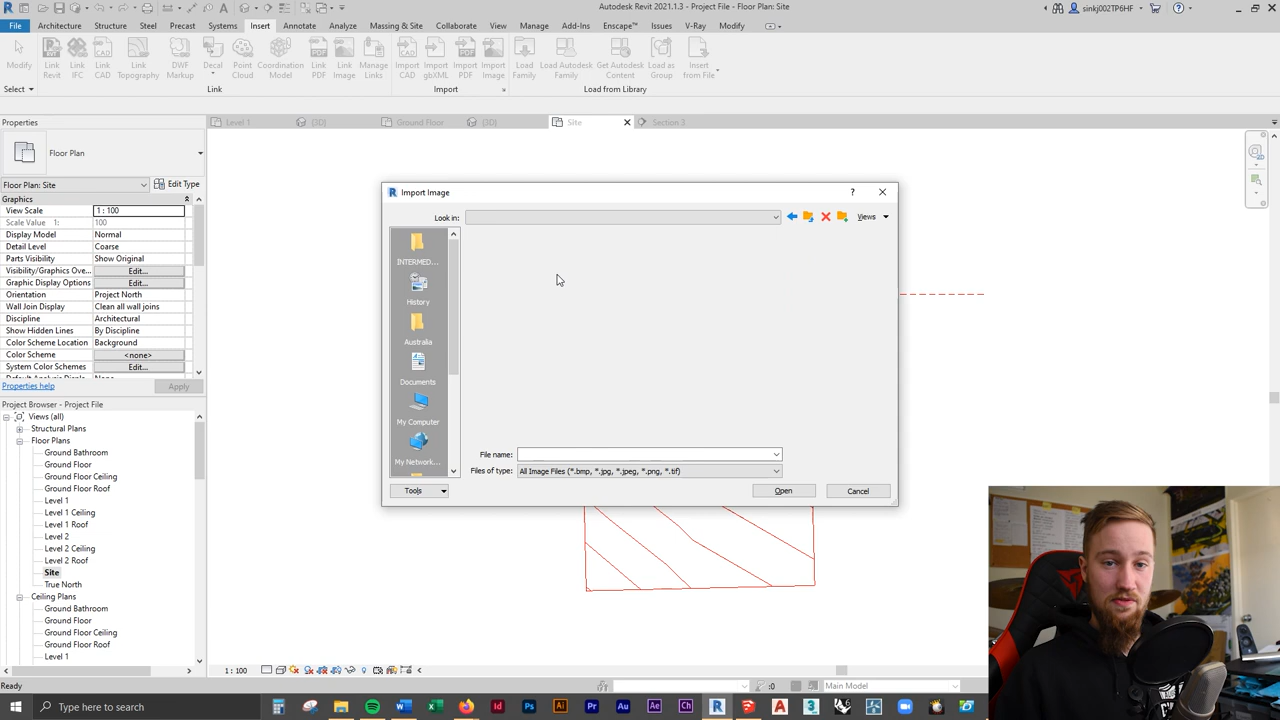 Autodesk Revit 2021.1.3 - Project File - Floor Plan: Site
sinkj002TP6HF
File Architecture Structure Steel Precast Systems Insert Annotate Analyze Massing & Site Collaborate View Manage Add-Ins Enscape™ Issues V-Ray Modify
Modify
Link Revit
Link IFC
Link CAD
Link Topography
DWF Markup
Decal
Point Cloud
Coordination Model
Link PDF
Link Image
Manage Links
Import CAD
Import gbXML
Import PDF
Import Image
Load Family
Load Autodesk Family
Get Autodesk Content
Load as Group
Insert from File
Select Link Import Load from Library
Properties
Level 1 {3D} Ground Floor {3D} Site Section 3
Floor Plan
Floor Plan: Site Edit Type
Graphics
View Scale 1 : 100
Scale Value 1: 100
Display Model Normal
Detail Level Coarse
Parts Visibility Show Original
Visibility/Graphics Ove... Edit...
Graphic Display Options Edit...
Orientation Project North
Wall Join Display Clean all wall joins
Discipline Architectural
Show Hidden Lines By Discipline
Color Scheme Location Background
Color Scheme <none>
System Color Schemes Edit...
Properties help Apply
Project Browser - Project File
Views (all)
Structural Plans
Floor Plans
Ground Bathroom
Ground Floor
Ground Floor Ceiling
Ground Floor Roof
Level 1
Level 1 Ceiling
Level 1 Roof
Level 2
Level 2 Ceiling
Level 2 Roof
Site
True North
Ceiling Plans
Ground Bathroom
Ground Floor
Ground Floor Ceiling
Ground Floor Roof
Level 1
Import Image
Look in: Views
INTERMED...
History
Australia
Documents
My Computer
My Network...
File name:
Files of type: All Image Files (*.bmp, *.jpg, *.jpeg, *.png, *.tif)
Tools Open Cancel
1 : 100
Ready :0 Main Model
Type here to search